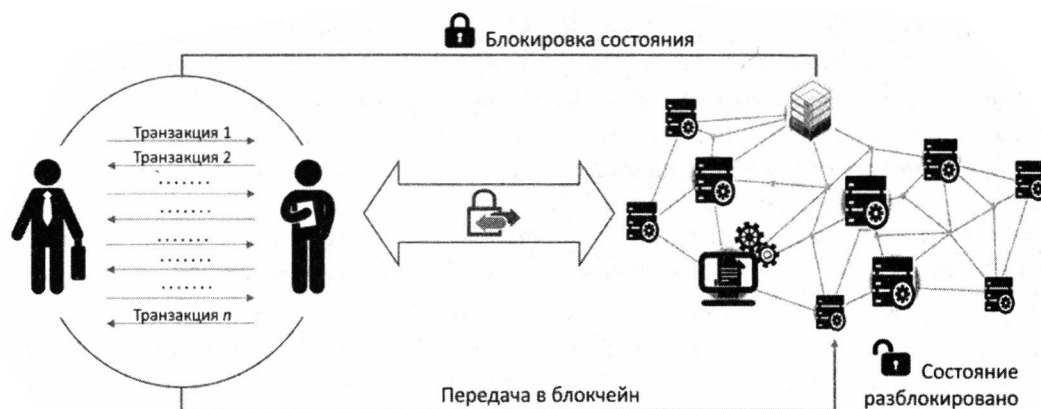 Блокировка состояния
Транзакция 1
Транзакция 2
.......
.......
.......
.......
.......
Транзакция n
Передача в блокчейн
Состояние
разблокировано